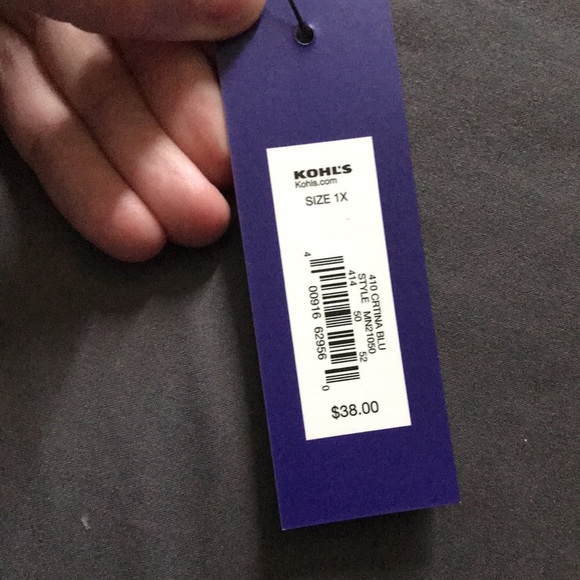 KOHL'S
Kohls.com
SIZE 1X
410 CRTINA BLU
STYLE MN21050
414 50 52
4 00916 62956 0
$38.00